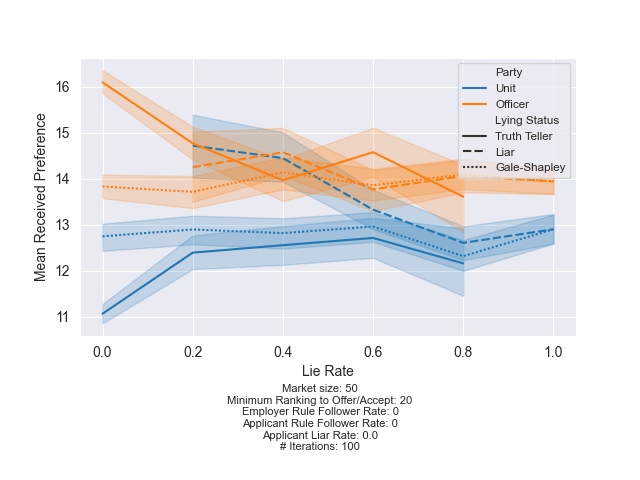 16
15
14
13
12
11
Mean Received Preference
Party
Unit
Officer
Lying Status
Truth Teller
Liar
Gale-Shapley
0.0 0.2 0.4 0.6 0.8 1.0
Lie Rate
Market size: 50
Minimum Ranking to Offer/Accept: 20
Employer Rule Follower Rate: 0
Applicant Rule Follower Rate: 0
Applicant Liar Rate: 0.0
# Iterations: 100